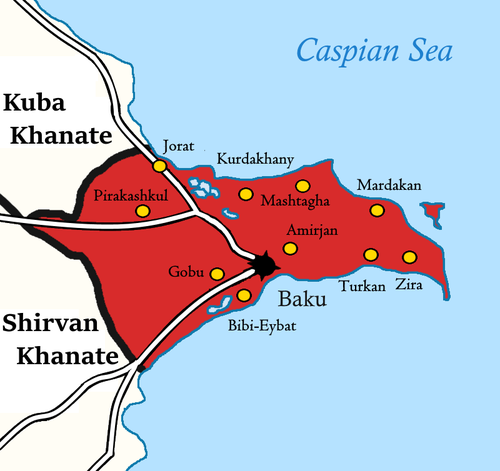 Caspian Sea
Kuba
Khanate
Jorat
Kurdakhany
Pirakashkul
Mashtagha
Mardakan
Amirjan
Gobu
Baku
Turkan
Zira
Bibi-Eybat
Shirvan
Khanate